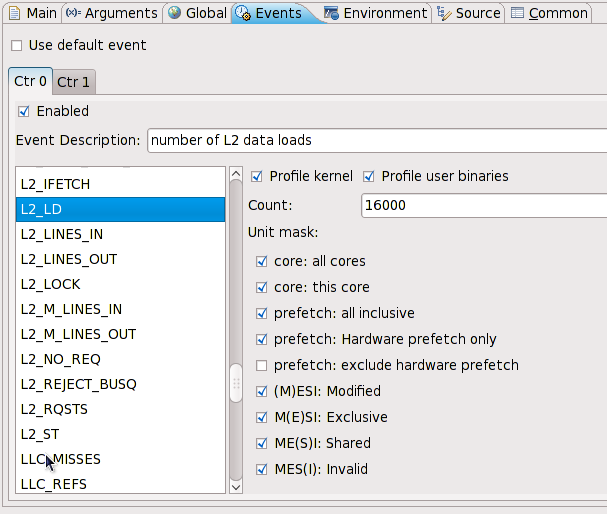 Main (x)= Arguments Global Events Environment Source Common
Use default event
Ctr 0 Ctr 1
Enabled
Event Description: number of L2 data loads
L2_IFETCH
L2_LD
L2_LINES_IN
L2_LINES_OUT
L2_LOCK
L2_M_LINES_IN
L2_M_LINES_OUT
L2_NO_REQ
L2_REJECT_BUSQ
L2_RQSTS
L2_ST
LLC_MISSES
LLC_REFS
Profile kernel Profile user binaries
Count: 16000
Unit mask:
core: all cores
core: this core
prefetch: all inclusive
prefetch: Hardware prefetch only
prefetch: exclude hardware prefetch
(M)ESI: Modified
M(E)SI: Exclusive
ME(S)I: Shared
MES(I): Invalid